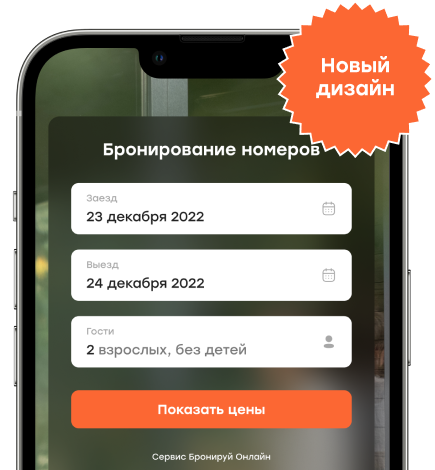 Новый
дизайн
Бронирование номеров
Заезд
23 декабря 2022
Выезд
24 декабря 2022
Гости
2 взрослых, без детей
Показать цены
Сервис Бронируй Онлайн